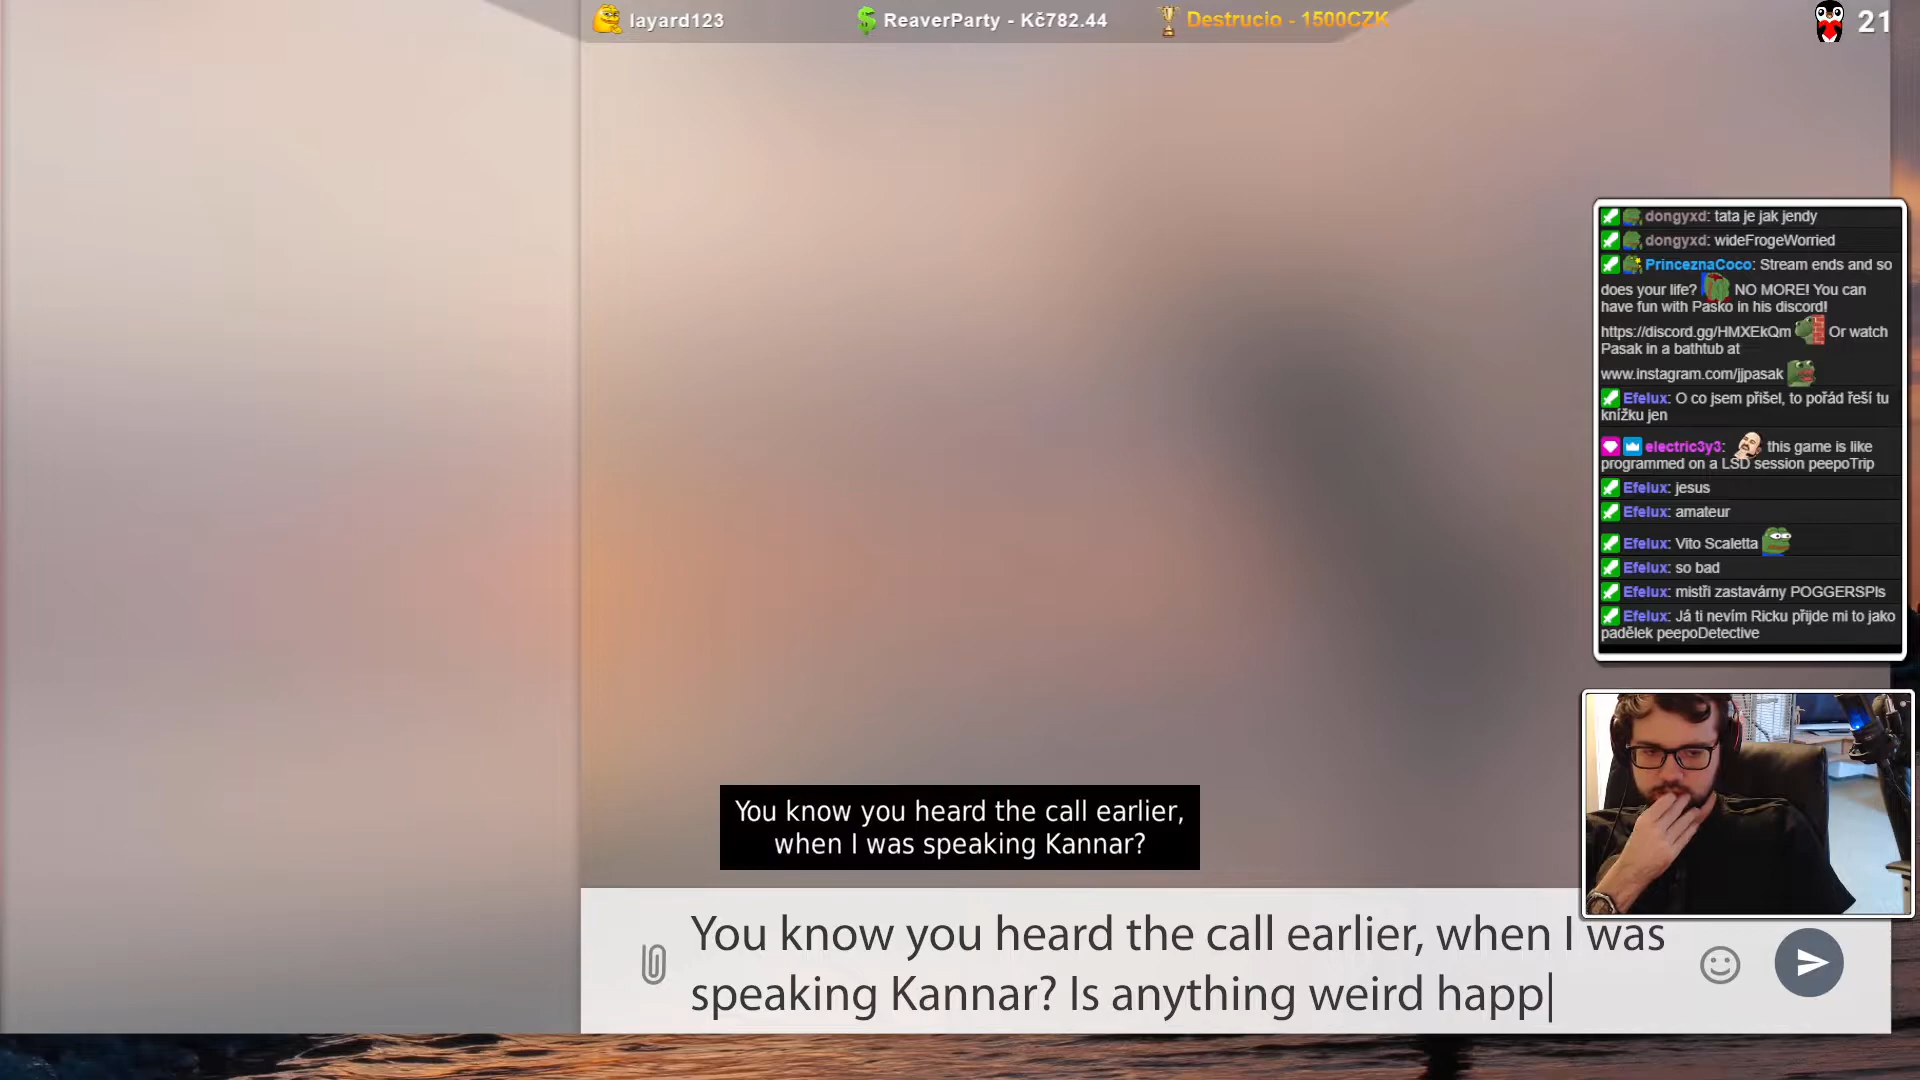 layard123
ReaverParty - Kč782.44
Destrucio - 1500CZK
21
dongyxd: tata je jak jendy
dongyxd: wideFrogeWorried
PrinceznaCoco: Stream ends and so
does your life? NO MORE! You can
have fun with Pasko in his discord!
https://discord.gg/HMXEkQm Or watch
Pasak in a bathtub at
www.instagram.com/jjpasak
Efelux: O co jsem přišel, to pořád řeší tu
knížku jen
electric3y3: this game is like
programmed on a LSD session peepoTrip
Efelux: jesus
Efelux: amateur
Efelux: Vito Scaletta
Efelux: so bad
Efelux: mistři zastavárny POGGERSPls
Efelux: Já ti nevím Ricku přijde mi to jako
padělek peepoDetective
You know you heard the call earlier,
when I was speaking Kannar?
You know you heard the call earlier, when I was
speaking Kannar? Is anything weird happ